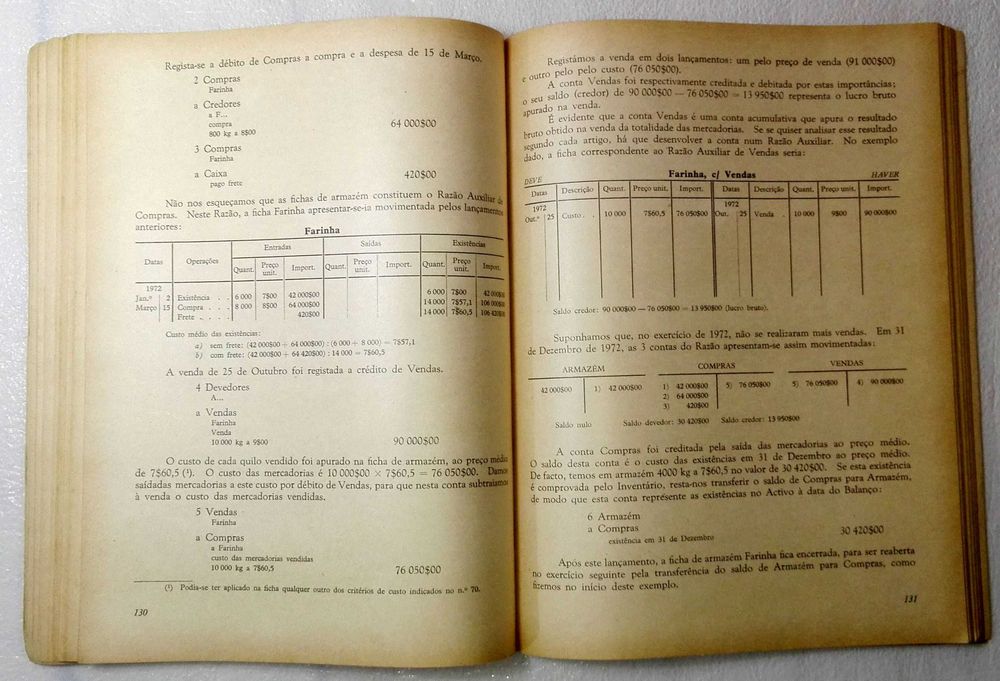 Regista-se a débito de Compras a compra e a despesa de 15 de Março.
2 Compras
Farinha
a Credores
a F...
compra
800 kg a 8$00 64 000$00
3 Compras
Farinha
a Caixa 420$00
pago frete
Não nos esqueçamos que as fichas de armazém constituem o Razão Auxiliar de
Compras. Neste Razão, a ficha Farinha apresentar-se-ia movimentada pelos lançamentos
anteriores:
Farinha
Datas Operações Entradas Saídas Existências
Quant. Preço unit. Import. Quant. Preço unit. Import. Quant. Preço unit. Import.
1972
Jan.º 2 Existência . . 6 000 7$00 42 000$00 6 000 7$00 42 000$00
Março 15 Compra . . . 8 000 8$00 64 000$00 14 000 7$57,1 106 000$00
Frete . . . . 420$00 14 000 7$60,5 106 420$00
Custo médio das existências:
a) sem frete: (42 000$00 + 64 000$00) : (6 000 + 8 000) = 7$57,1
b) com frete: (42 000$00 + 64 420$00) : 14 000 = 7$60,5
A venda de 25 de Outubro foi registada a crédito de Vendas.
4 Devedores
A...
a Vendas
Farinha
Venda
10 000 kg a 9$00 90 000$00
O custo de cada quilo vendido foi apurado na ficha de armazém, ao preço médio
de 7$60,5 (¹). O custo das mercadorias é 10 000$00 × 7$60,5 = 76 050$00. Damos
saídadas mercadorias a este custo por débito de Vendas, para que nesta conta subtraiamos
à venda o custo das mercadorias vendidas.
5 Vendas
Farinha
a Compras
a Farinha
custo das mercadorias vendidas
10 000 kg a 7$60,5 76 050$00
(¹) Podia-se ter aplicado na ficha qualquer outro dos critérios de custo indicados no n.º 70.
130
Registámos a venda em dois lançamentos: um pelo preço de venda (91 000$00)
e outro pelo pelo custo (76 050$00).
A conta Vendas foi respectivamente creditada e debitada por estas importâncias;
o seu saldo (credor) de 90 000$00 — 76 050$00 = 13 950$00 representa o lucro bruto
apurado na venda.
É evidente que a conta Vendas é uma conta acumulativa que apura o resultado
bruto obtido na venda da totalidade das mercadorias. Se se quiser analisar esse resultado
segundo cada artigo, há que desenvolver a conta num Razão Auxiliar. No exemplo
dado, a ficha correspondente ao Razão Auxiliar de Vendas seria:
DEVE Farinha, c/ Vendas HAVER
Datas Descrição Quant. Preço unit. Import. Datas Descrição Quant. Preço unit. Import.
1972 1972
Out.º 25 Custo. . 10 000 7$60,5 76 050$00 Out. 25 Venda . 10 000 9$00 90 000$00
Saldo credor: 90 000$00 — 76 050$00 = 13 950$00 (lucro bruto).
Suponhamos que, no exercício de 1972, não se realizaram mais vendas. Em 31
de Dezembro de 1972, as 3 contas do Razão apresentam-se assim movimentadas:
ARMAZÉM COMPRAS VENDAS
42 000$00 1) 42 000$00 1) 42 000$00 5) 76 050$00 5) 76 050$00 4) 90 000$00
2) 64 000$00
3) 420$00
Saldo nulo Saldo devedor: 30 420$00 Saldo credor: 13 950$00
A conta Compras foi creditada pela saída das mercadorias ao preço médio.
O saldo desta conta é o custo das existências em 31 de Dezembro ao preço médio.
De facto, temos em armazém 4000 kg a 7$60,5 no valor de 30 420$00. Se esta existência
é comprovada pelo Inventário, resta-nos transferir o saldo de Compras para Armazém,
de modo que esta conta represente as existências no Activo à data do Balanço:
6 Armazém
a Compras 30 420$00
existência em 31 de Dezembro
Após este lançamento, a ficha de armazém Farinha fica encerrada, para ser reaberta
no exercício seguinte pela transferência do saldo de Armazém para Compras, como
fizemos no início deste exemplo.
131